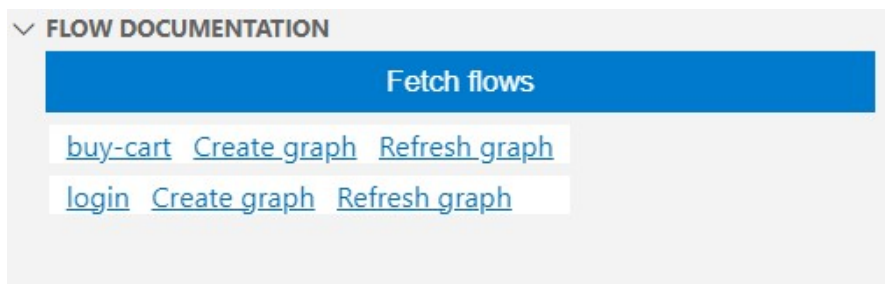 FLOW DOCUMENTATION
Fetch flows
buy-cart Create graph Refresh graph
login Create graph Refresh graph